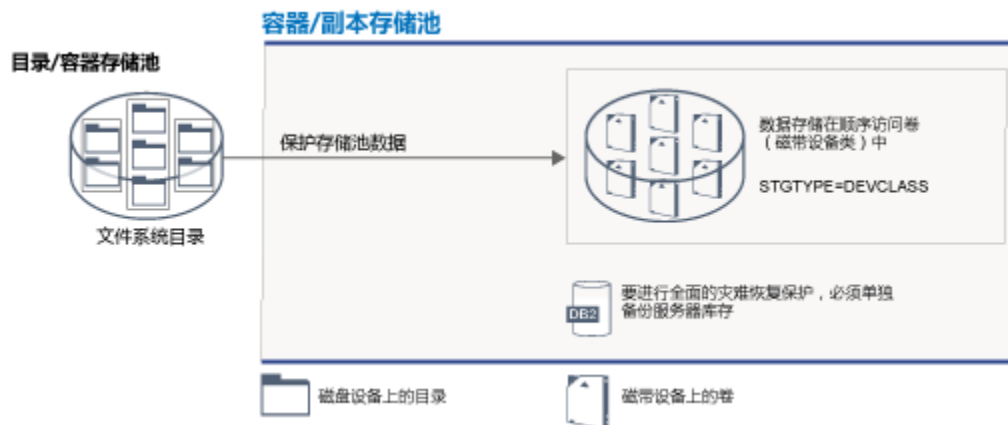 容器/副本存储池
目录/容器存储池
保护存储池数据
数据存储在顺序访问卷
（磁带设备类）中
STGTYPE=DEVCLASS
文件系统目录
要进行全面的灾难恢复保护，必须单独
备份服务器库存
DB2
磁盘设备上的目录
磁带设备上的卷